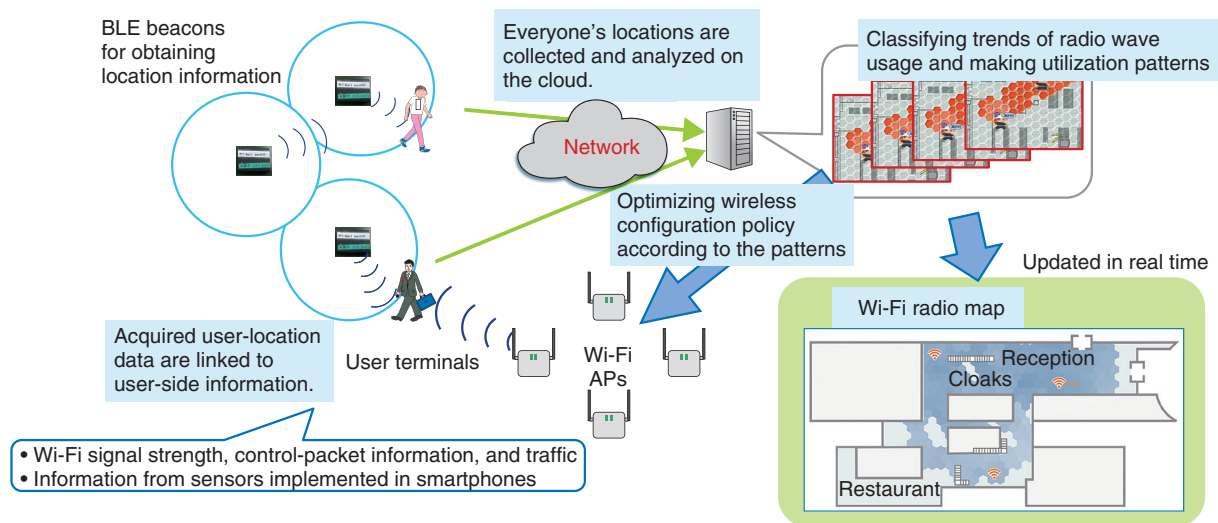 BLE beacons
for obtaining
location information
Everyone's locations are
collected and analyzed on
the cloud.
Classifying trends of radio wave
usage and making utilization patterns
Network
Optimizing wireless
configuration policy
according to the patterns
Updated in real time
Wi-Fi radio map
Reception
Cloaks
Restaurant
Acquired user-location
data are linked to
user-side information.
User terminals
Wi-Fi
APs
• Wi-Fi signal strength, control-packet information, and traffic
• Information from sensors implemented in smartphones